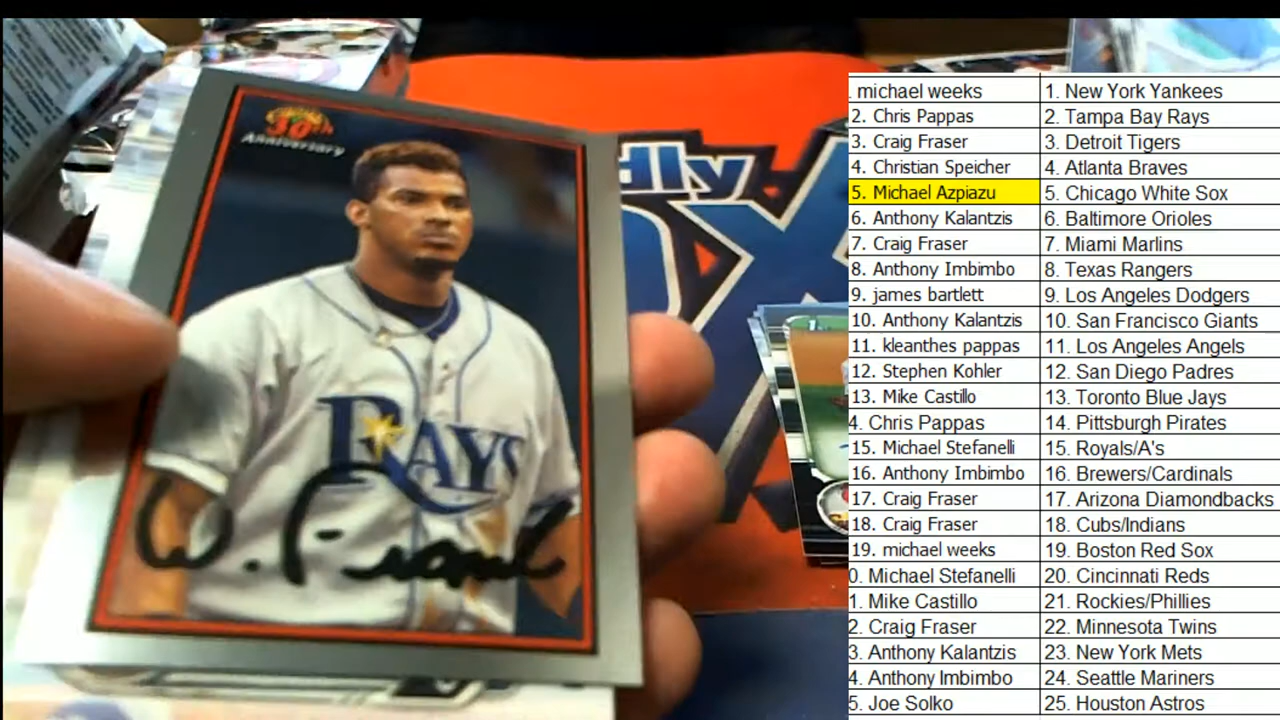 30th
Anniversary
RAYS
dly
. michael weeks 1. New York Yankees
2. Chris Pappas 2. Tampa Bay Rays
3. Craig Fraser 3. Detroit Tigers
4. Christian Speicher 4. Atlanta Braves
5. Michael Azpiazu 5. Chicago White Sox
6. Anthony Kalantzis 6. Baltimore Orioles
7. Craig Fraser 7. Miami Marlins
8. Anthony Imbimbo 8. Texas Rangers
9. james bartlett 9. Los Angeles Dodgers
10. Anthony Kalantzis 10. San Francisco Giants
11. kleanthes pappas 11. Los Angeles Angels
12. Stephen Kohler 12. San Diego Padres
13. Mike Castillo 13. Toronto Blue Jays
4. Chris Pappas 14. Pittsburgh Pirates
15. Michael Stefanelli 15. Royals/A's
16. Anthony Imbimbo 16. Brewers/Cardinals
17. Craig Fraser 17. Arizona Diamondbacks
18. Craig Fraser 18. Cubs/Indians
19. michael weeks 19. Boston Red Sox
0. Michael Stefanelli 20. Cincinnati Reds
1. Mike Castillo 21. Rockies/Phillies
2. Craig Fraser 22. Minnesota Twins
3. Anthony Kalantzis 23. New York Mets
4. Anthony Imbimbo 24. Seattle Mariners
5. Joe Solko 25. Houston Astros